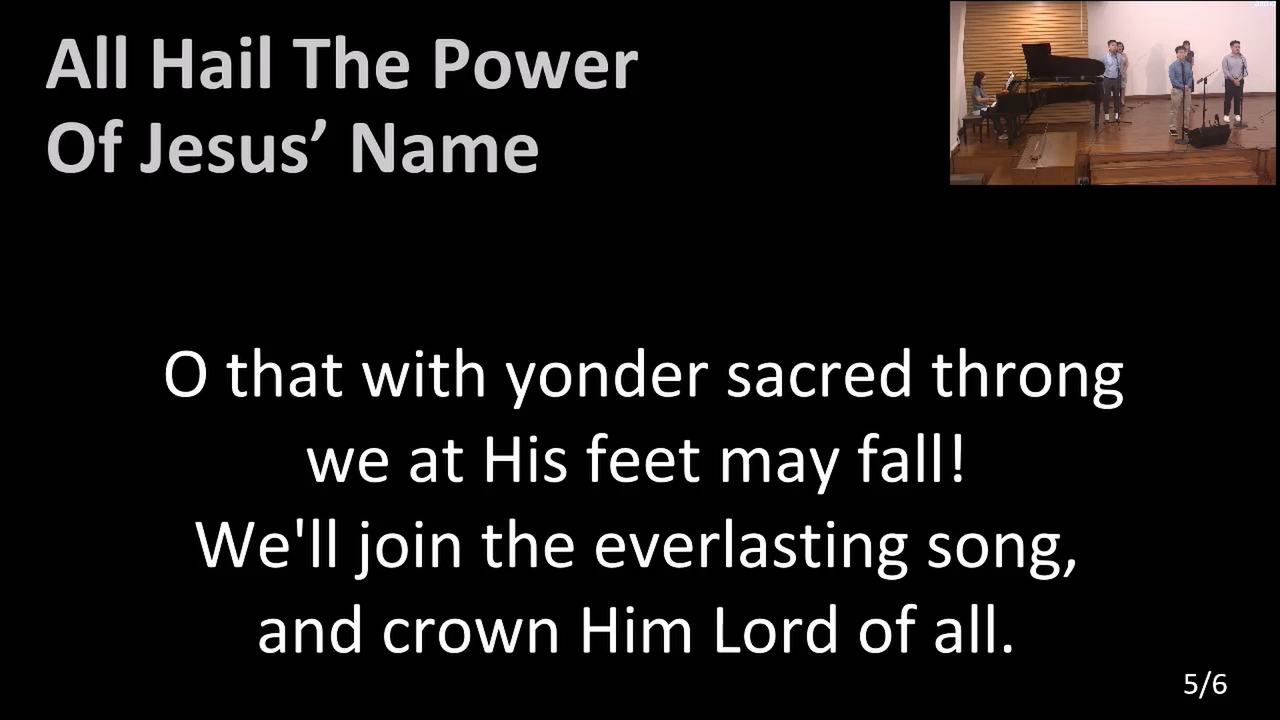 All Hail The Power
Of Jesus’ Name
O that with yonder sacred throng
we at His feet may fall!
We'll join the everlasting song,
and crown Him Lord of all.
5/6